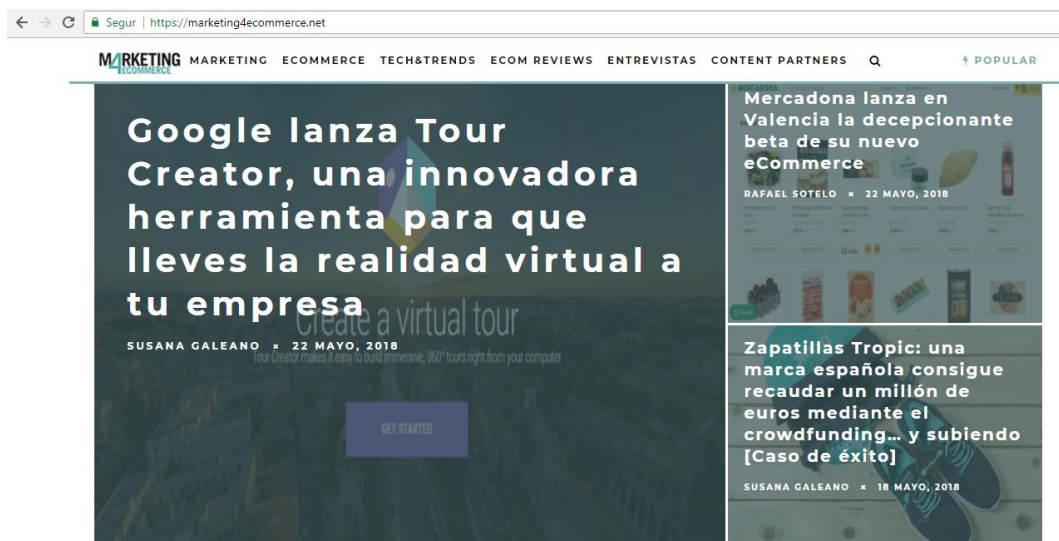 Segur | https://marketing4ecommerce.net
M4RKETING
ECOMMERCE
MARKETING ECOMMERCE TECH&TRENDS ECOM REVIEWS ENTREVISTAS CONTENT PARTNERS
POPULAR
Google lanza Tour
Creator, una innovadora
herramienta para que
lleves la realidad virtual a
tu empresa
SUSANA GALEANO × 22 MAYO, 2018
Create a virtual tour
Tour Creator makes it easy to build immersive, 360° tours right from your computer
GET STARTED
MERCADONA
Mercadona lanza en
Valencia la decepcionante
beta de su nuevo
eCommerce
RAFAEL SOTELO × 22 MAYO, 2018
Zapatillas Tropic: una
marca española consigue
recaudar un millón de
euros mediante el
crowdfunding… y subiendo
[Caso de éxito]
SUSANA GALEANO × 18 MAYO, 2018